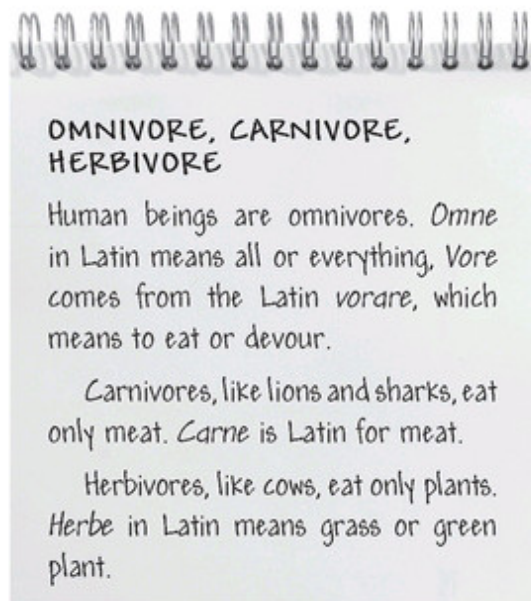 OMNIVORE, CARNIVORE,
HERBIVORE
Human beings are omnivores. Omne
in Latin means all or everything, Vore
comes from the Latin vorare, which
means to eat or devour.
Carnivores, like lions and sharks, eat
only meat. Carne is Latin for meat.
Herbivores, like cows, eat only plants.
Herbe in Latin means grass or green
plant.